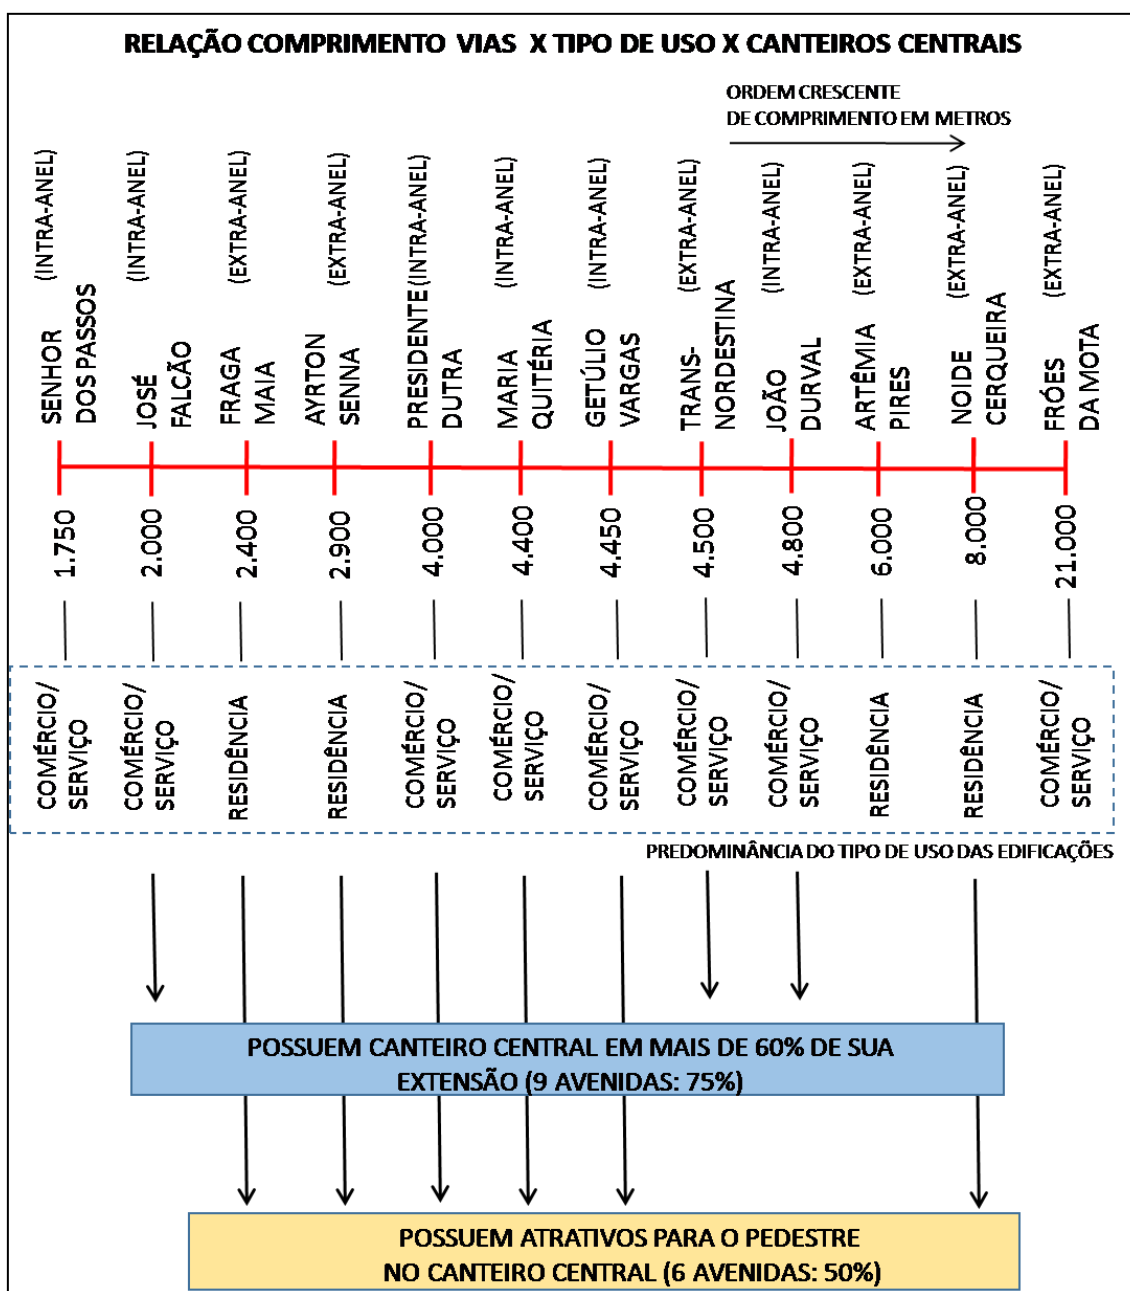 RELAÇÃO COMPRIMENTO VIAS X TIPO DE USO X CANTEIROS CENTRAIS
ORDEM CRESCENTE
DE COMPRIMENTO EM METROS
SENHOR
DOS PASSOS
(INTRA-ANEL)
JOSÉ
FALCÃO
(INTRA-ANEL)
FRAGA
MAIA
(EXTRA-ANEL)
AYRTON
SENNA
(EXTRA-ANEL)
PRESIDENTE
DUTRA
(INTRA-ANEL)
MARIA
QUITÉRIA
(INTRA-ANEL)
GETÚLIO
VARGAS
(INTRA-ANEL)
TRANS-
NORDESTINA
(EXTRA-ANEL)
JOÃO
DURVAL
(INTRA-ANEL)
ARTÊMIA
PIRES
(EXTRA-ANEL)
NOIDE
CERQUEIRA
(EXTRA-ANEL)
FRÓES
DA MOTA
(EXTRA-ANEL)
1.750
2.000
2.400
2.900
4.000
4.400
4.450
4.500
4.800
6.000
8.000
21.000
COMÉRCIO/
SERVIÇO
COMÉRCIO/
SERVIÇO
RESIDÊNCIA
RESIDÊNCIA
COMÉRCIO/
SERVIÇO
COMÉRCIO/
SERVIÇO
COMÉRCIO/
SERVIÇO
COMÉRCIO/
SERVIÇO
COMÉRCIO/
SERVIÇO
RESIDÊNCIA
RESIDÊNCIA
COMÉRCIO/
SERVIÇO
PREDOMINÂNCIA DO TIPO DE USO DAS EDIFICAÇÕES
POSSUEM CANTEIRO CENTRAL EM MAIS DE 60% DE SUA
EXTENSÃO (9 AVENIDAS: 75%)
POSSUEM ATRATIVOS PARA O PEDESTRE
NO CANTEIRO CENTRAL (6 AVENIDAS: 50%)